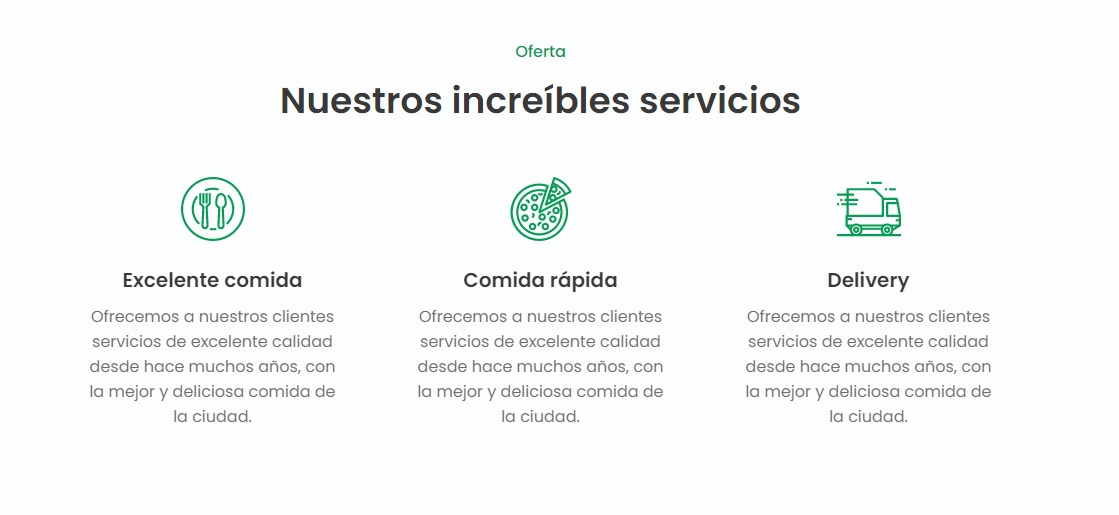 Oferta
Nuestros increíbles servicios
Excelente comida
Ofrecemos a nuestros clientes
servicios de excelente calidad
desde hace muchos años, con
la mejor y deliciosa comida de
la ciudad.
Comida rápida
Ofrecemos a nuestros clientes
servicios de excelente calidad
desde hace muchos años, con
la mejor y deliciosa comida de
la ciudad.
Delivery
Ofrecemos a nuestros clientes
servicios de excelente calidad
desde hace muchos años, con
la mejor y deliciosa comida de
la ciudad.